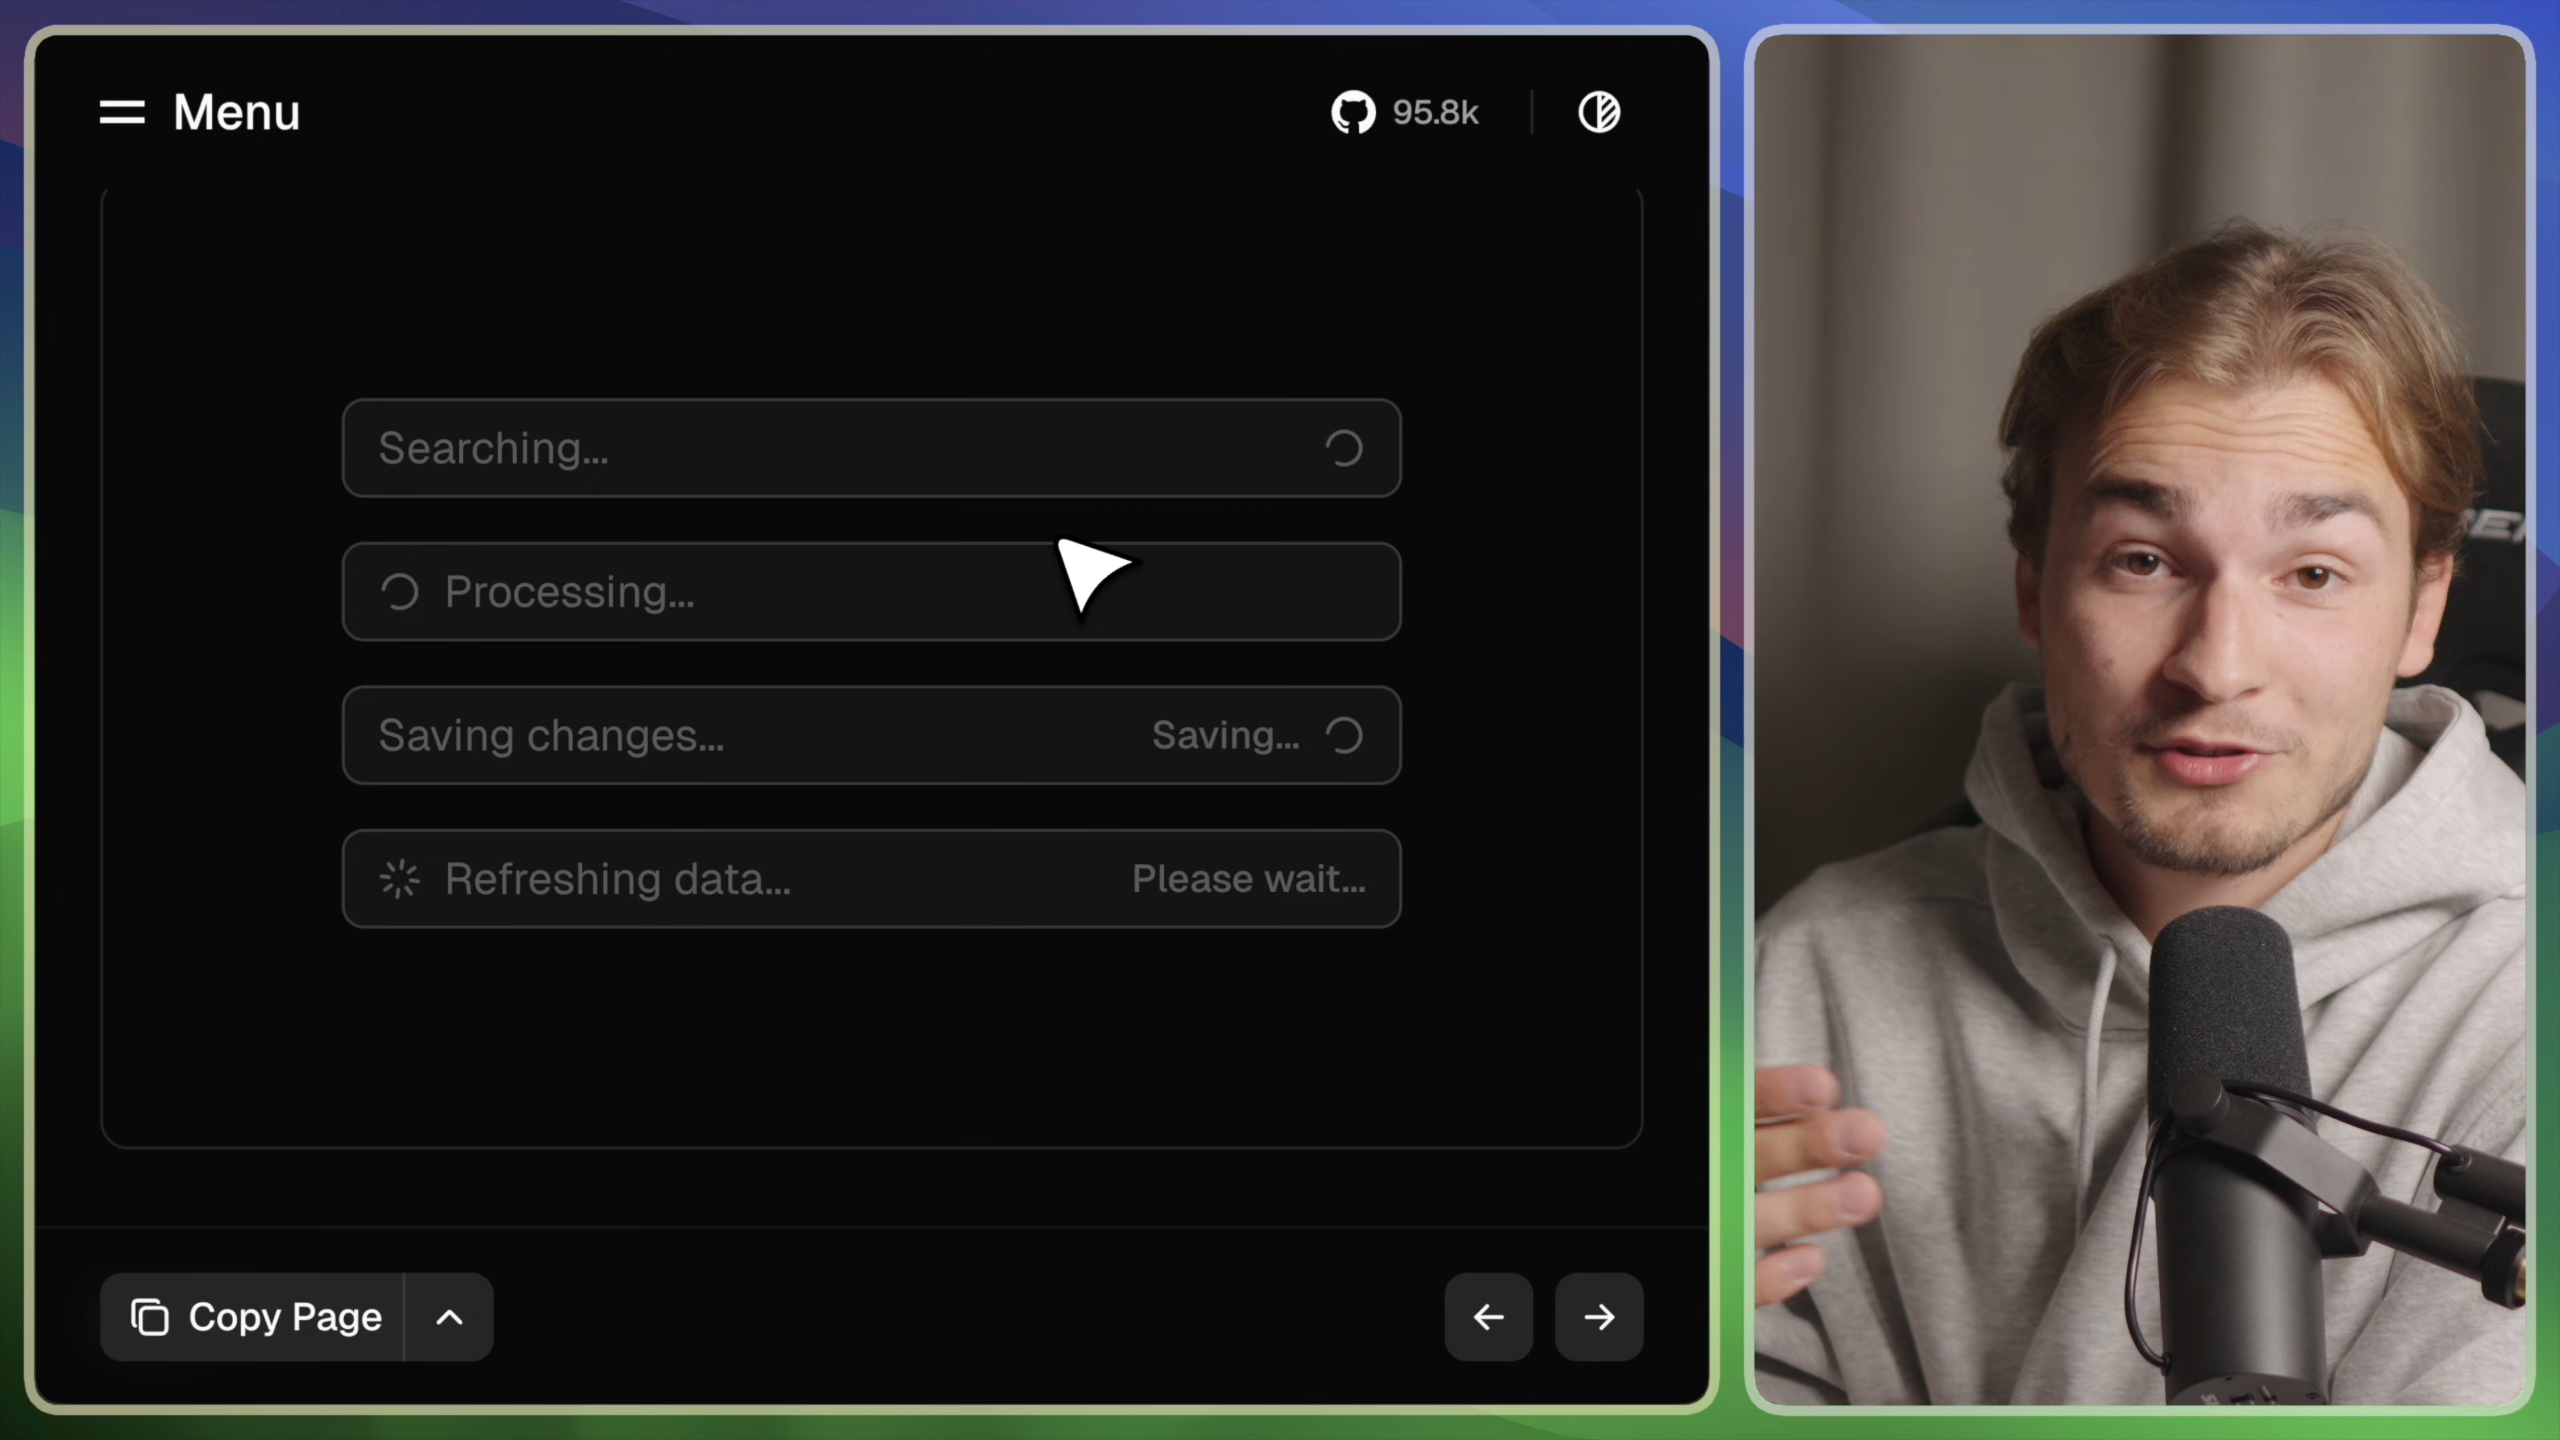 Menu
95.8k
Searching...
Processing...
Saving changes... Saving...
Refreshing data... Please wait...
Copy Page